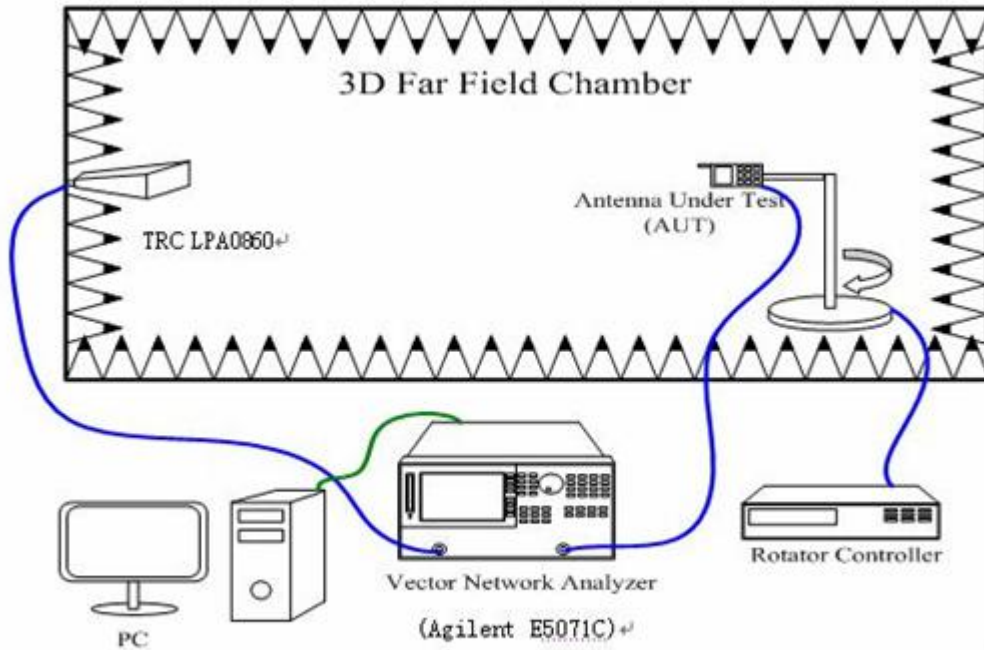 3D Far Field Chamber
TRC LPA0860↵
Antenna Under Test
(AUT)
Vector Network Analyzer
(Agilent E5071C)↵
Rotator Controller
PC